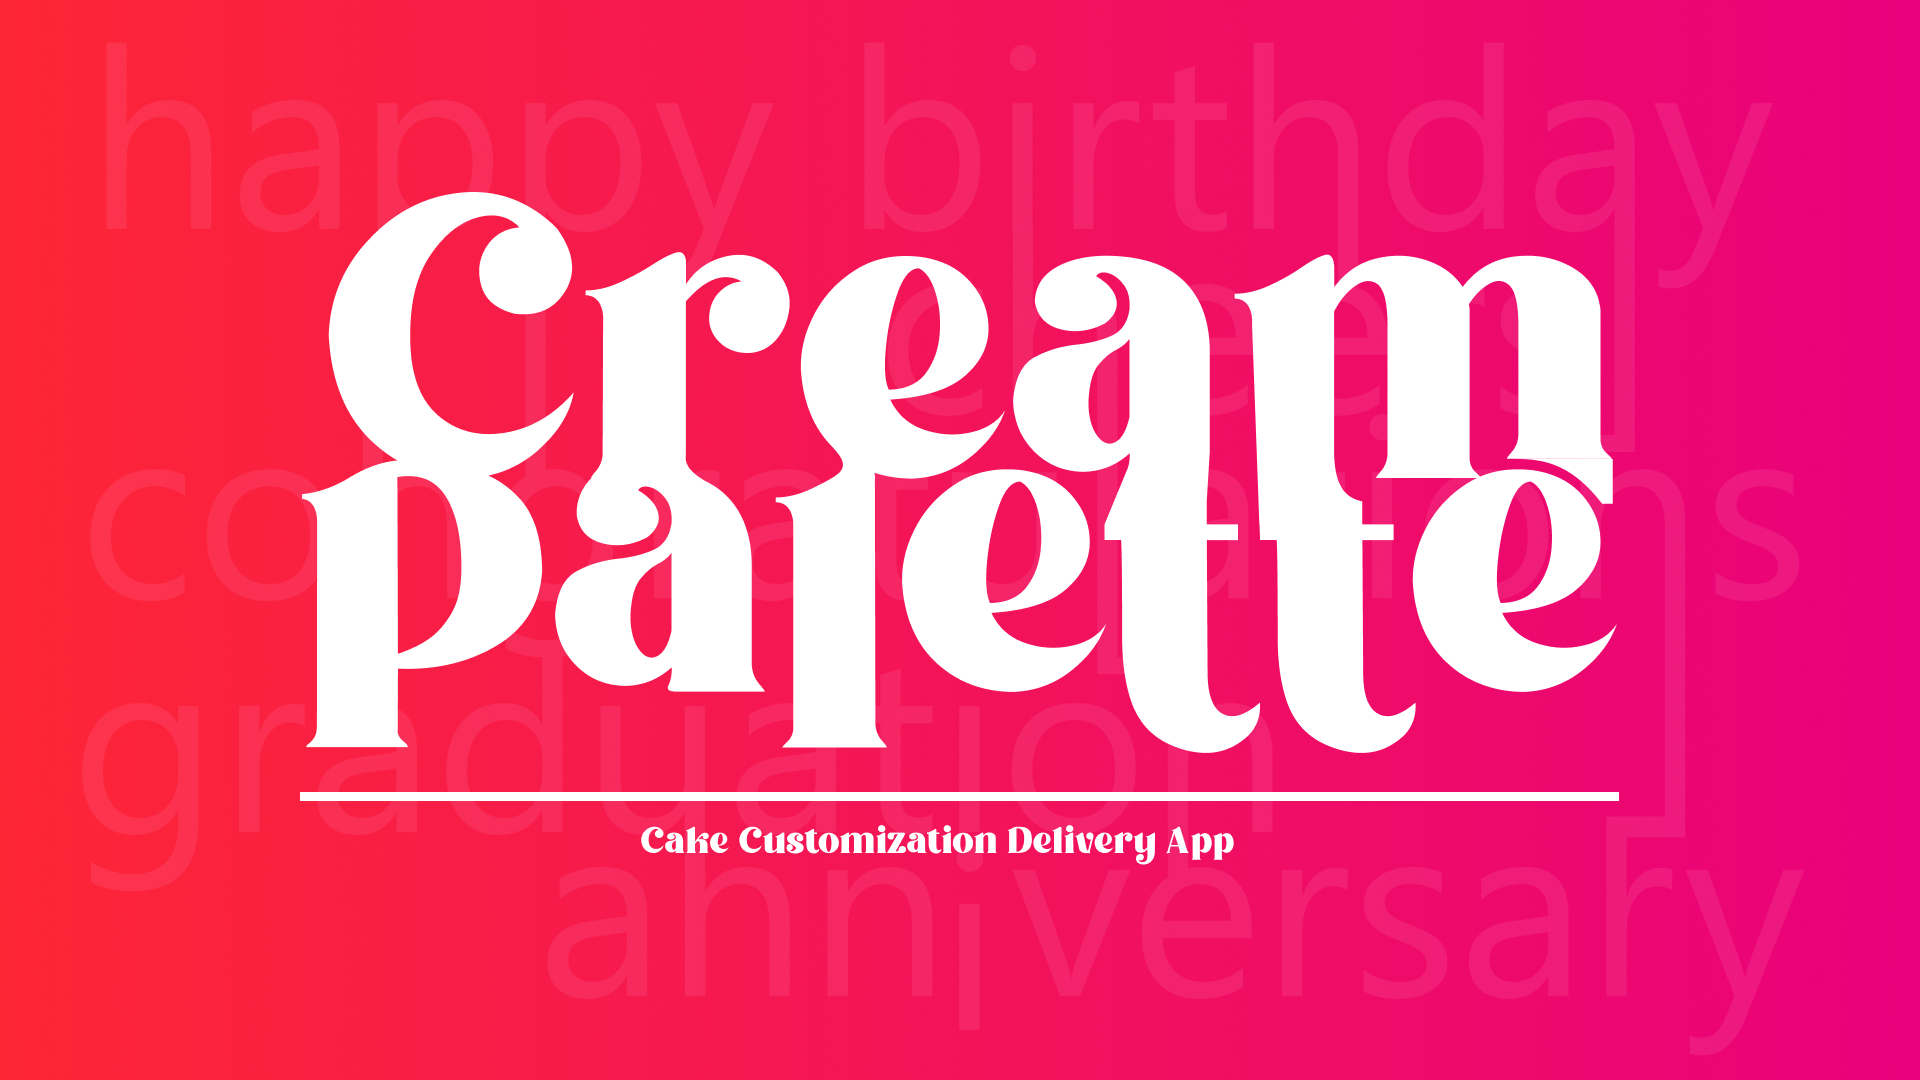 happy birthday
Cream
cheers
congratulations
palette
graduation
Cake Customization Delivery App
anniversary